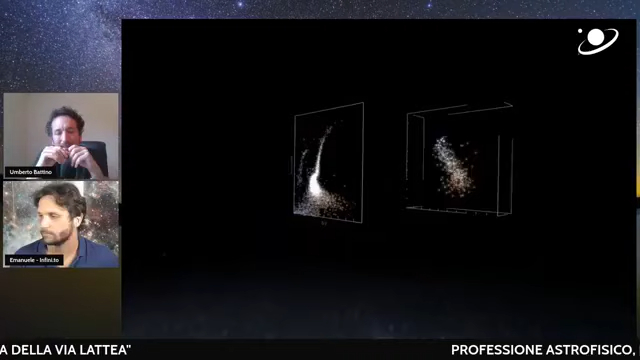 Umberto Battino
Emanuele - Infini.to
A DELLA VIA LATTEA" PROFESSIONE ASTROFISICO,